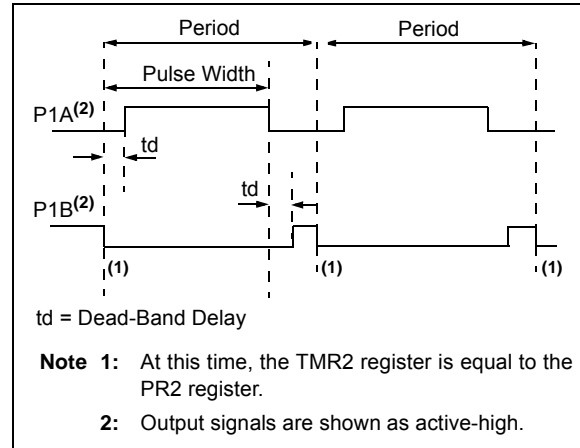 Period Period
Pulse Width
P1A(2)
td
td
P1B(2)
(1) (1) (1)
td = Dead-Band Delay
Note 1: At this time, the TMR2 register is equal to the
PR2 register.
2: Output signals are shown as active-high.